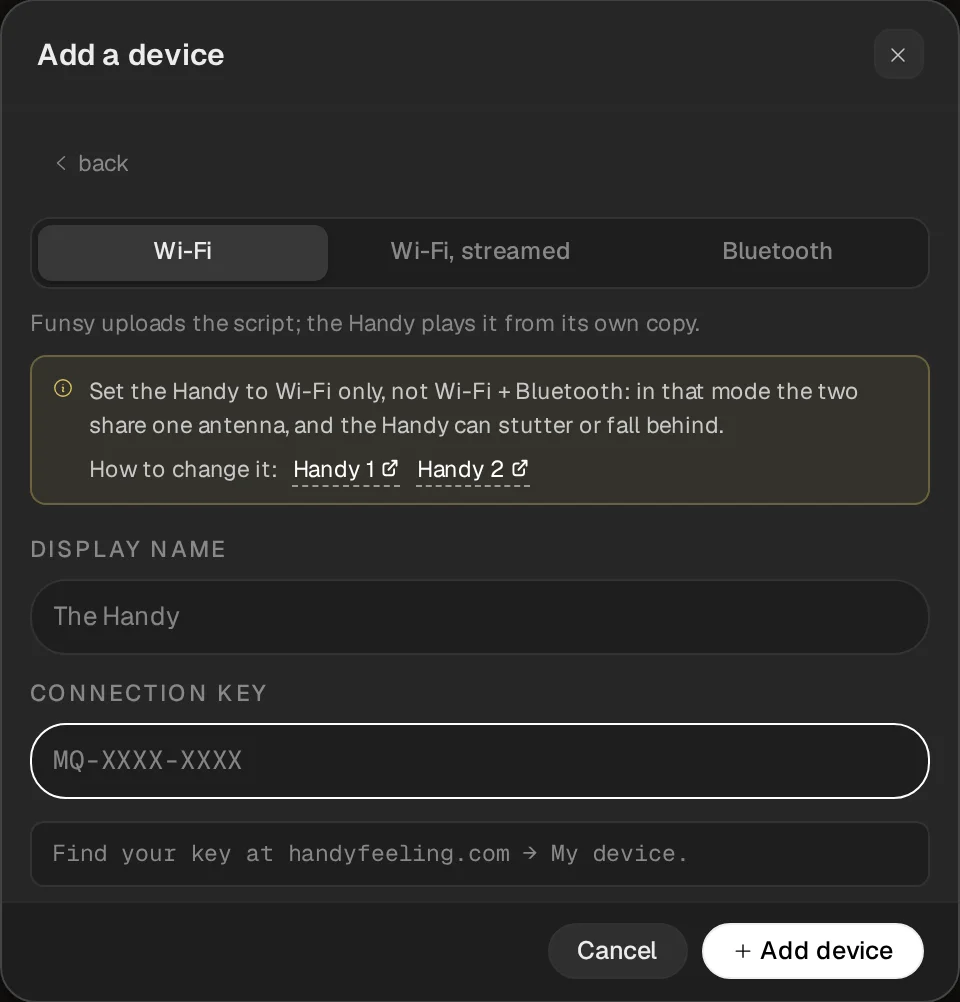 Add a device
back
Wi-Fi
Wi-Fi, streamed
Bluetooth
Funsy uploads the script; the Handy plays it from its own copy.
Set the Handy to Wi-Fi only, not Wi-Fi + Bluetooth: in that mode the two
share one antenna, and the Handy can stutter or fall behind.
How to change it: Handy 1 Handy 2
DISPLAY NAME
The Handy
CONNECTION KEY
MQ-XXXX-XXXX
Find your key at handyfeeling.com → My device.
Cancel
+ Add device